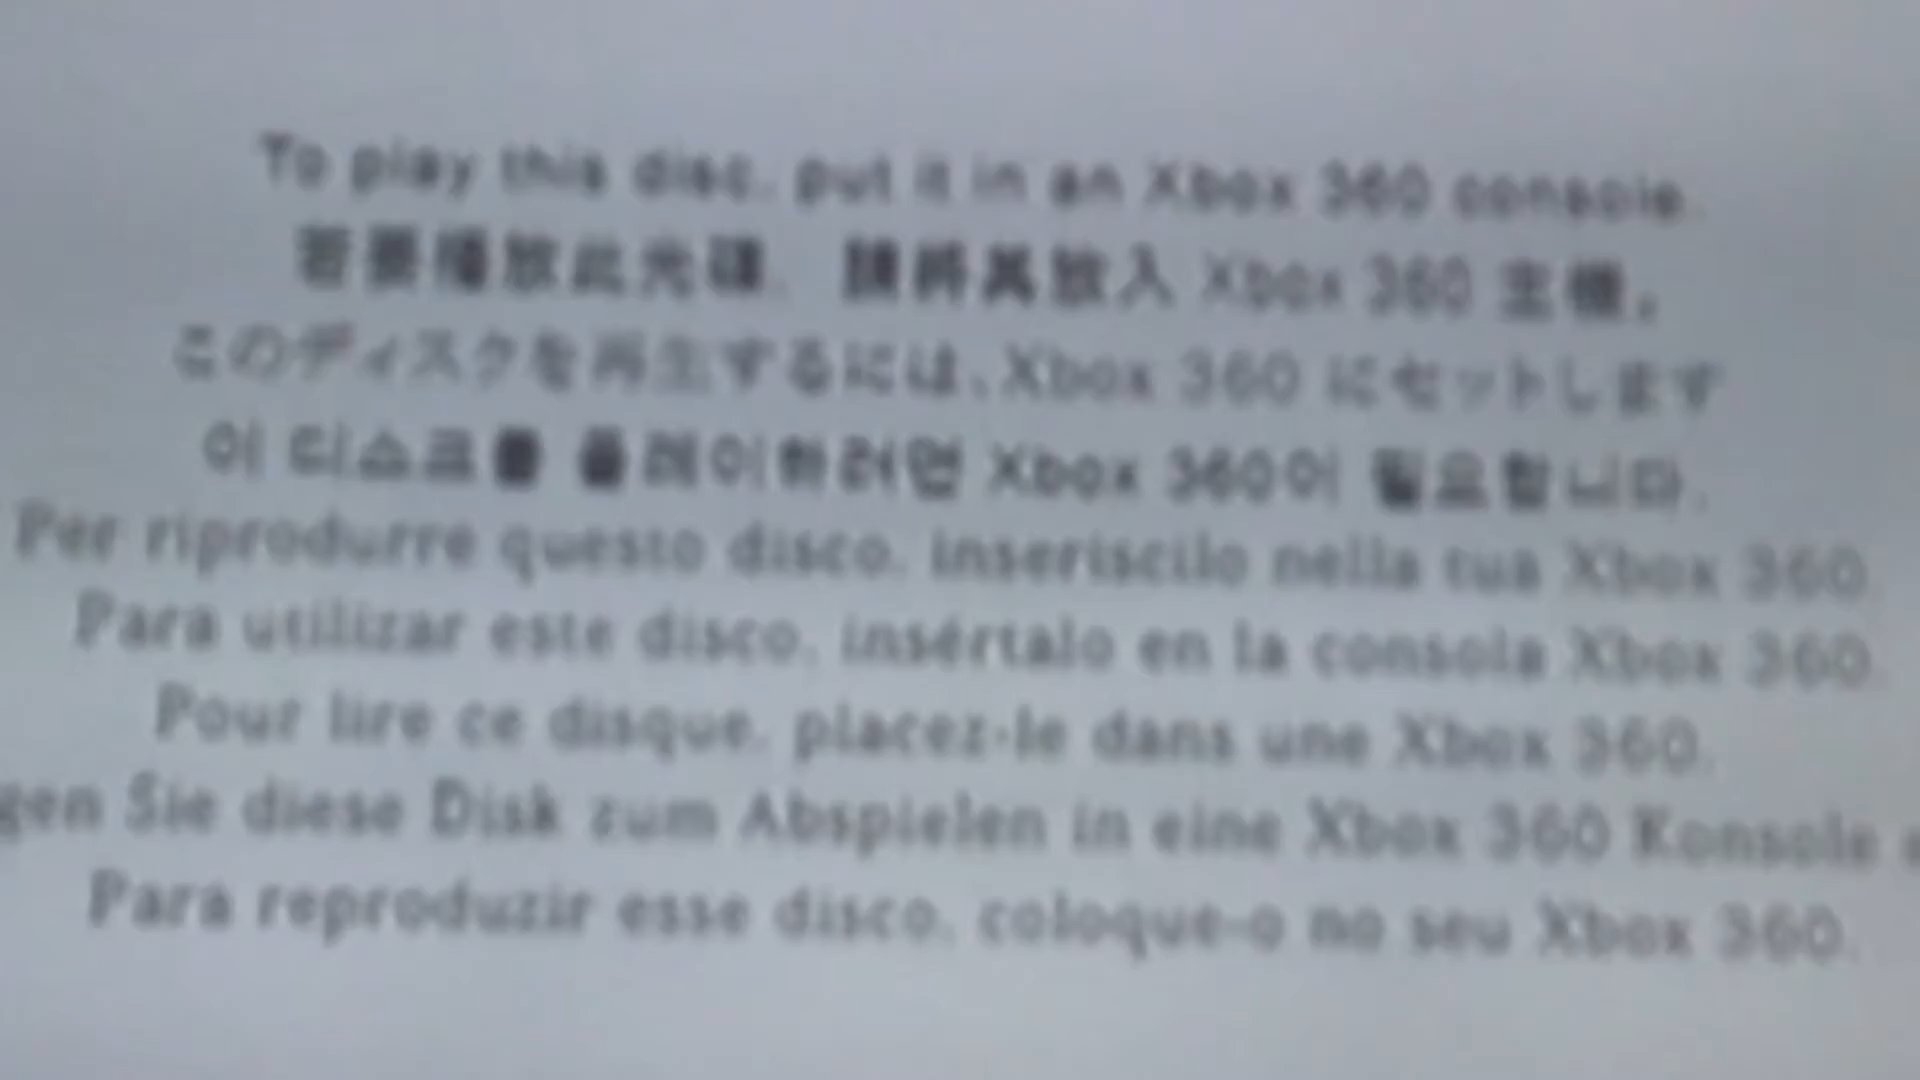 To play this disc, put it in an Xbox 360 console.
若要播放此光碟，請將其放入 Xbox 360 主機。
このディスクを再生するには、Xbox 360 にセットします
이 디스크를 플레이하려면 Xbox 360이 필요합니다.
Per riprodurre questo disco, inseriscilo nella tua Xbox 360.
Para utilizar este disco, insértalo en la consola Xbox 360.
Pour lire ce disque, placez-le dans une Xbox 360.
gen Sie diese Disk zum Abspielen in eine Xbox 360 Konsole
Para reproduzir esse disco, coloque-o no seu Xbox 360.